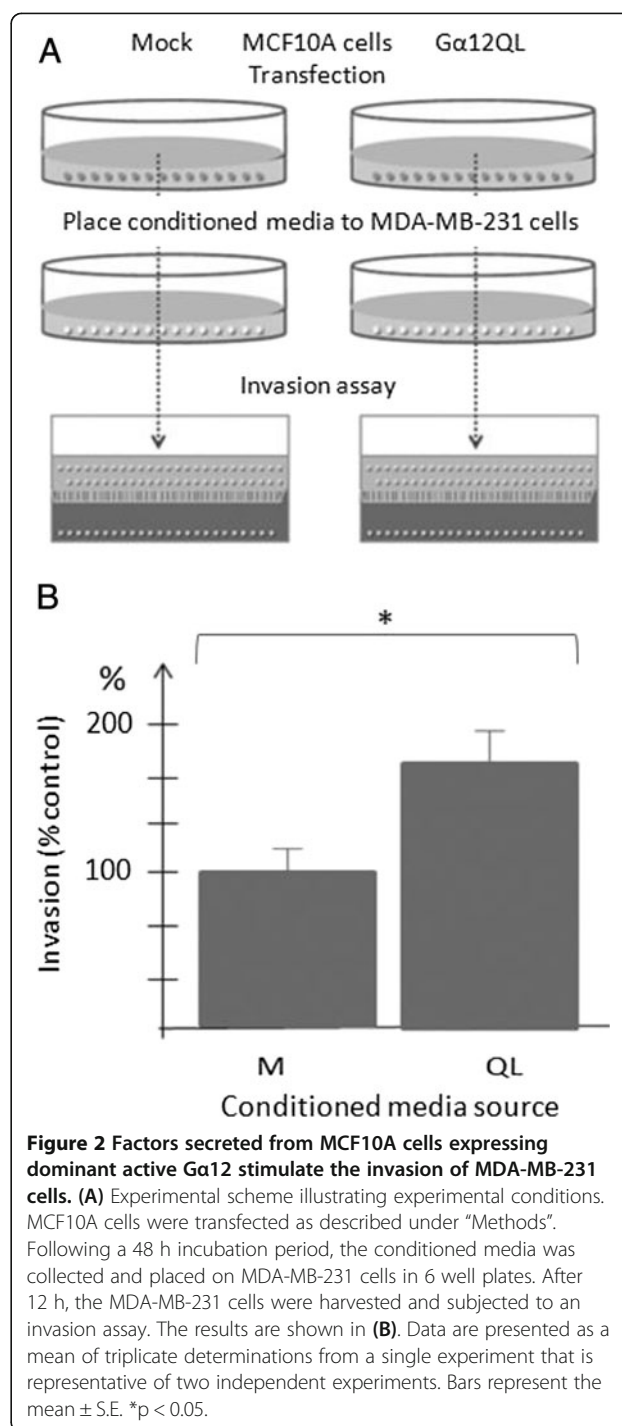 A
Mock MCF10A cells Gα12QL
Transfection
Place conditioned media to MDA-MB-231 cells
Invasion assay
B
*
%
200
100
Invasion (% control)
M QL
Conditioned media source
Figure 2 Factors secreted from MCF10A cells expressing
dominant active Gα12 stimulate the invasion of MDA-MB-231
cells. (A) Experimental scheme illustrating experimental conditions.
MCF10A cells were transfected as described under “Methods”.
Following a 48 h incubation period, the conditioned media was
collected and placed on MDA-MB-231 cells in 6 well plates. After
12 h, the MDA-MB-231 cells were harvested and subjected to an
invasion assay. The results are shown in (B). Data are presented as a
mean of triplicate determinations from a single experiment that is
representative of two independent experiments. Bars represent the
mean ± S.E. *p < 0.05.